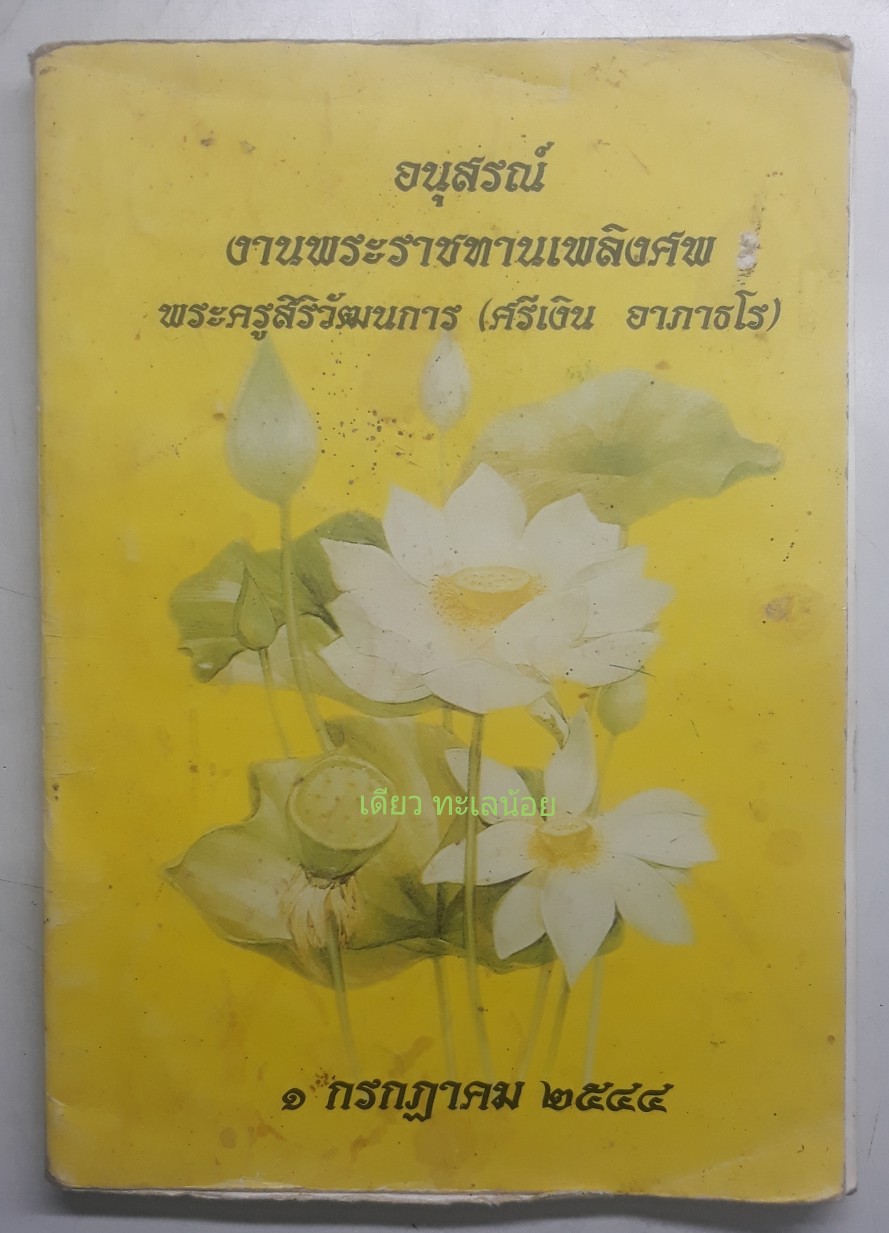 อนุสรณ์
งานพระราชทานเพลิงศพ
พระครูสิริวัฒนการ (ศรีเงิน อาภาธโร)
เดียว ทะเลน้อย
๑ กรกฏาคม ๒๕๔๔